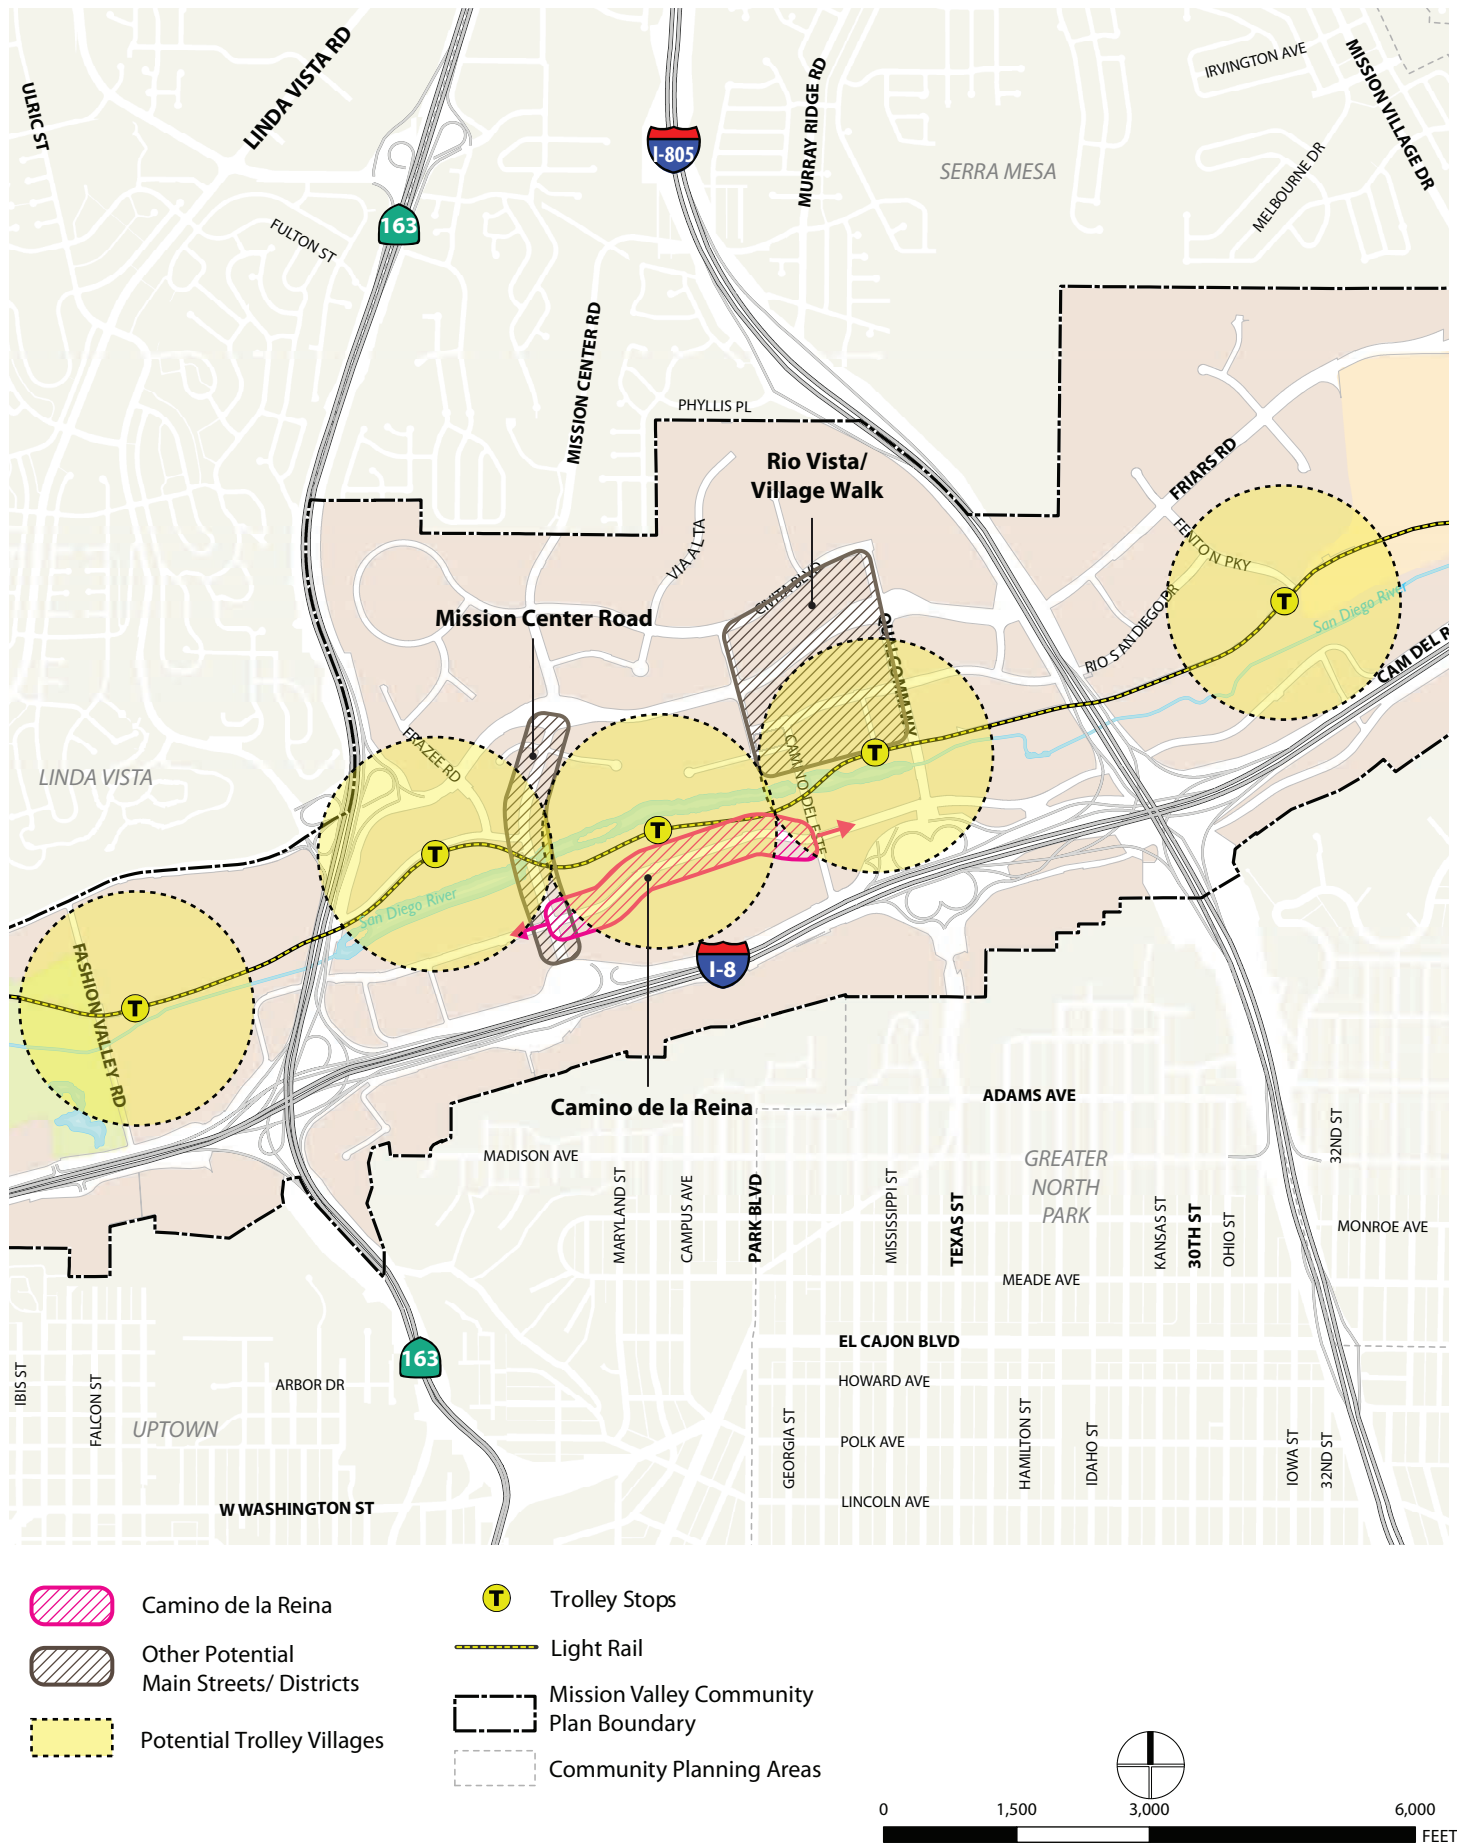 LINDA VISTA RD
ULRIC ST
I-805
MURRAY RIDGE RD
IRVINGTON AVE
MISSION VILLAGE DR
SERRA MESA
MELBOURNE DR
163
FULTON ST
MISSION CENTER RD
PHYLLIS PL
Rio Vista/
Village Walk
FRIARS RD
VIA ALTA
FENTON PKY
CIVITA BLVD
Mission Center Road
QUALCOMM WY
RIO SAN DIEGO DR
T
San Diego River
CAM DEL R
FRAZEE RD
LINDA VISTA
T
T
T
San Diego River
FASHION VALLEY RD
T
I-8
Camino de la Reina
ADAMS AVE
MADISON AVE
GREATER
NORTH
PARK
32ND ST
MARYLAND ST
CAMPUS AVE
PARK BLVD
MISSISSIPPI ST
TEXAS ST
KANSAS ST
30TH ST
OHIO ST
MONROE AVE
MEADE AVE
EL CAJON BLVD
163
HOWARD AVE
IBIS ST
FALCON ST
ARBOR DR
UPTOWN
GEORGIA ST
POLK AVE
HAMILTON ST
IDAHO ST
IOWA ST
32ND ST
LINCOLN AVE
W WASHINGTON ST
Camino de la Reina
Other Potential
Main Streets/ Districts
Potential Trolley Villages
T
Trolley Stops
Light Rail
Mission Valley Community
Plan Boundary
Community Planning Areas
0 1,500 3,000 6,000
FEET